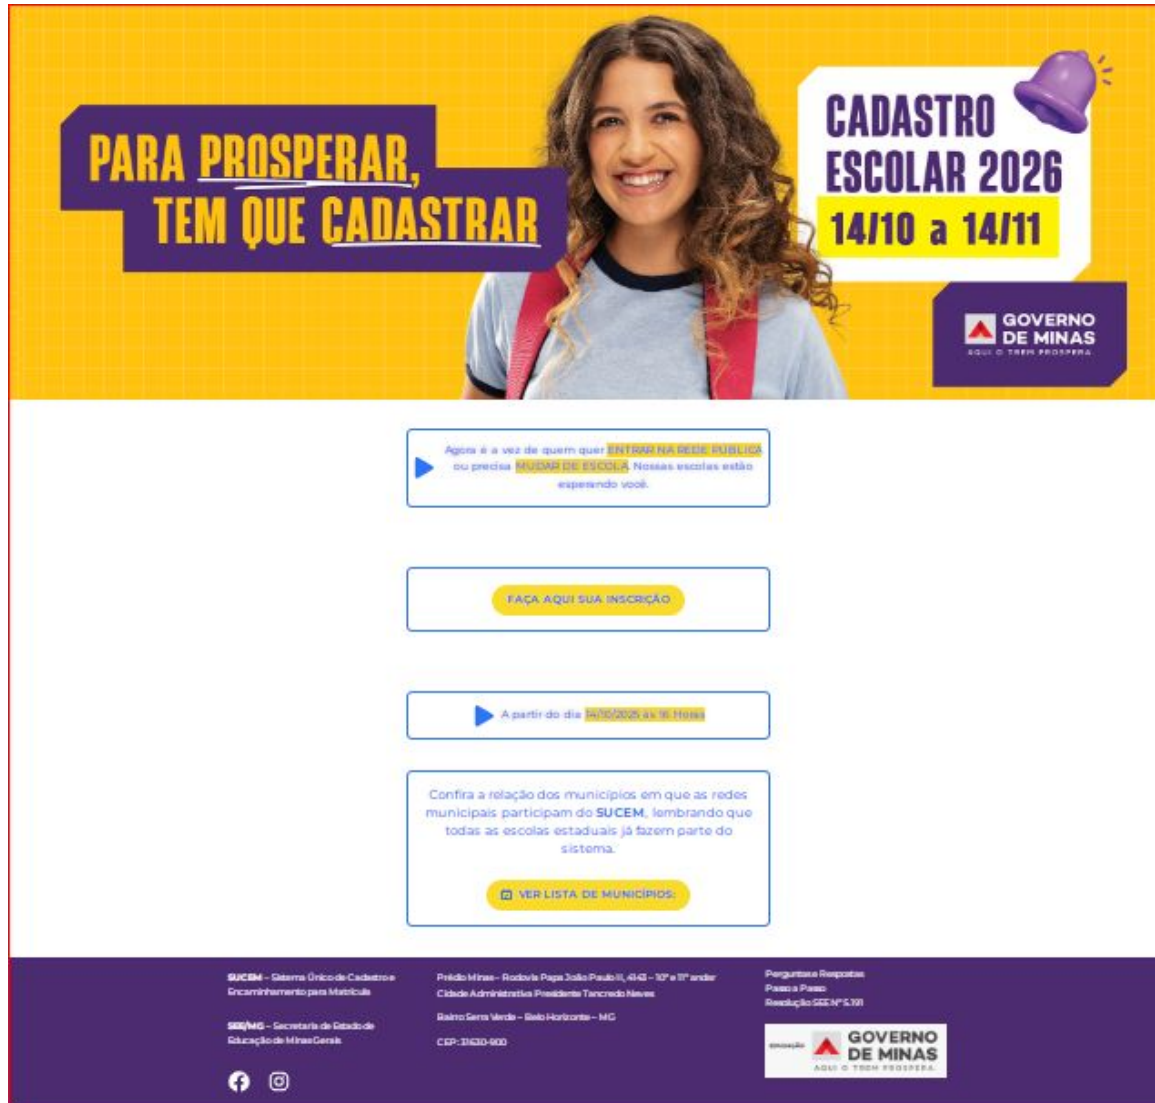 PARA PROSPERAR,
TEM QUE CADASTRAR
CADASTRO
ESCOLAR 2026
14/10 a 14/11
GOVERNO
DE MINAS
AQUI O TREM PROSPERA.
Agora é a vez de quem quer ENTRAR NA REDE PÚBLICA
ou precisa MUDAR DE ESCOLA. Nossas escolas estão
esperando você.
FAÇA AQUI SUA INSCRIÇÃO
A partir do dia 14/10/2025 às 16 Horas
Confira a relação dos municípios em que as redes
municipais participam do SUCEM, lembrando que
todas as escolas estaduais já fazem parte do
sistema.
VER LISTA DE MUNICÍPIOS:
SUCEM – Sistema Único de Cadastro e
Encaminhamento para Matrícula
SEE/MG – Secretaria de Estado de
Educação de Minas Gerais
Prédio Minas – Rodovia Papa João Paulo II, 4143 – 10º e 11º andar
Cidade Administrativa Presidente Tancredo Neves
Bairro Serra Verde – Belo Horizonte – MG
CEP: 31630-900
Perguntas e Respostas
Passo a Passo
Resolução SEE Nº 5.191
EDUCAÇÃO
GOVERNO
DE MINAS
AQUI O TREM PROSPERA.